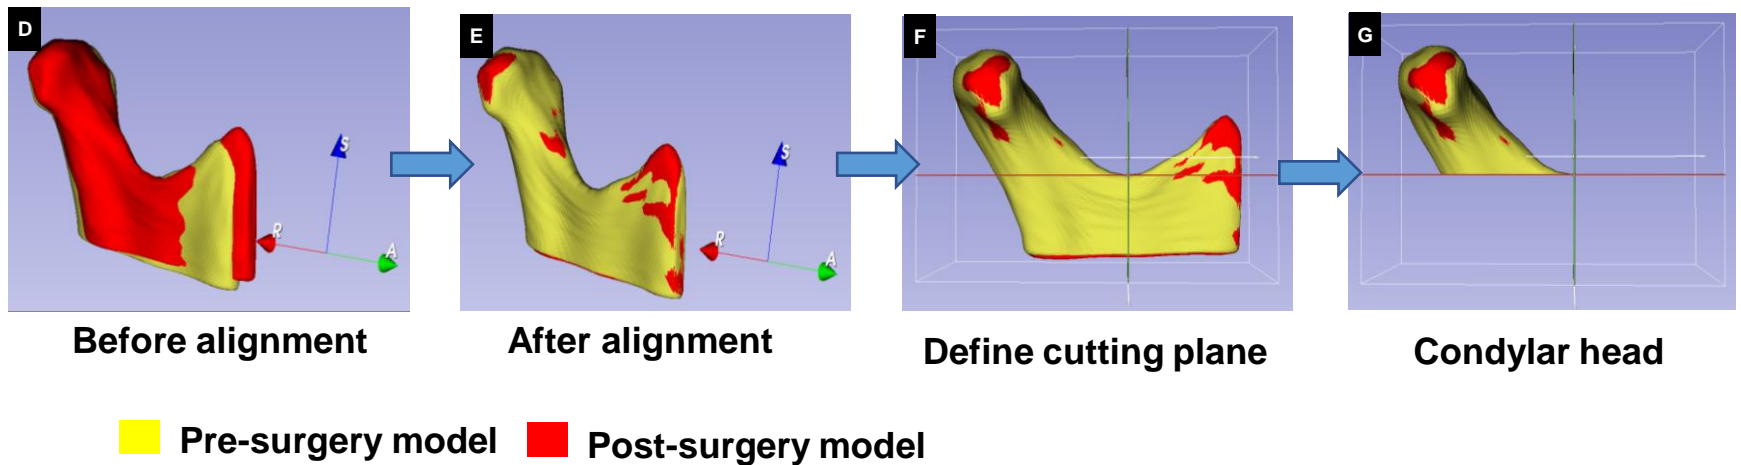 D
E
F
G
S
R
A
S
R
A
Before alignment
After alignment
Define cutting plane
Condylar head
Pre-surgery model
Post-surgery model